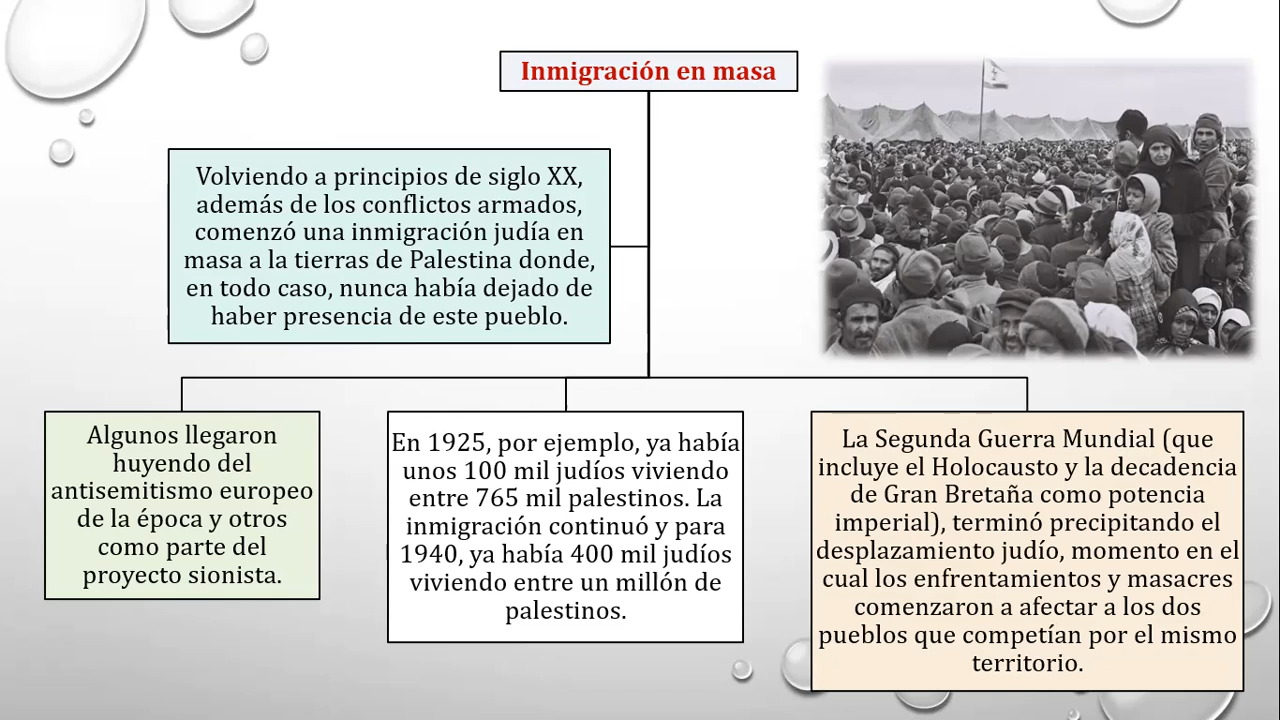 Inmigración en masa
Volviendo a principios de siglo XX,
además de los conflictos armados,
comenzó una inmigración judía en
masa a la tierras de Palestina donde,
en todo caso, nunca había dejado de
haber presencia de este pueblo.
Algunos llegaron
huyendo del
antisemitismo europeo
de la época y otros
como parte del
proyecto sionista.
En 1925, por ejemplo, ya había
unos 100 mil judíos viviendo
entre 765 mil palestinos. La
inmigración continuó y para
1940, ya había 400 mil judíos
viviendo entre un millón de
palestinos.
La Segunda Guerra Mundial (que
incluye el Holocausto y la decadencia
de Gran Bretaña como potencia
imperial), terminó precipitando el
desplazamiento judío, momento en el
cual los enfrentamientos y masacres
comenzaron a afectar a los dos
pueblos que competían por el mismo
territorio.